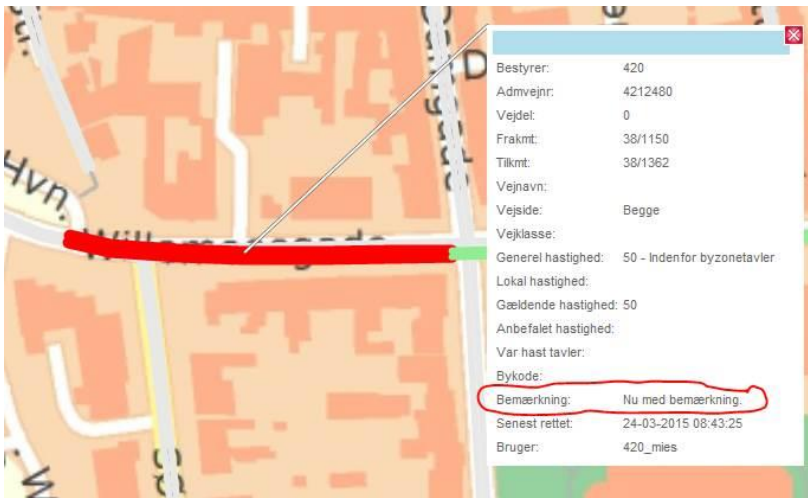 Hvn.
Willemoesgade
D
Bestyrer: 420
Admvejnr: 4212480
Vejdel: 0
Frakmt: 38/1150
Tilkmt: 38/1362
Vejnavn:
Vejside: Begge
Vejklasse:
Generel hastighed: 50 - Indenfor byzonetavler
Lokal hastighed:
Gældende hastighed: 50
Anbefalet hastighed:
Var hast tavler:
Bykode:
Bemærkning: Nu med bemærkning.
Senest rettet: 24-03-2015 08:43:25
Bruger: 420_mies